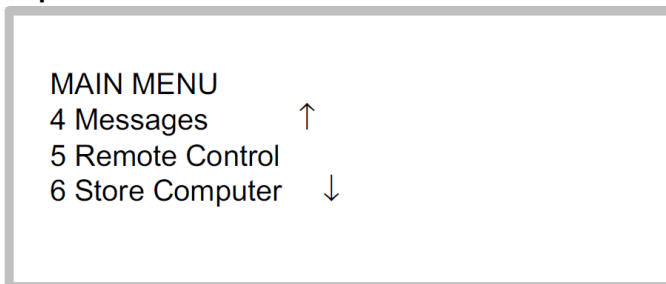 MAIN MENU
4 Messages ↑
5 Remote Control
6 Store Computer ↓